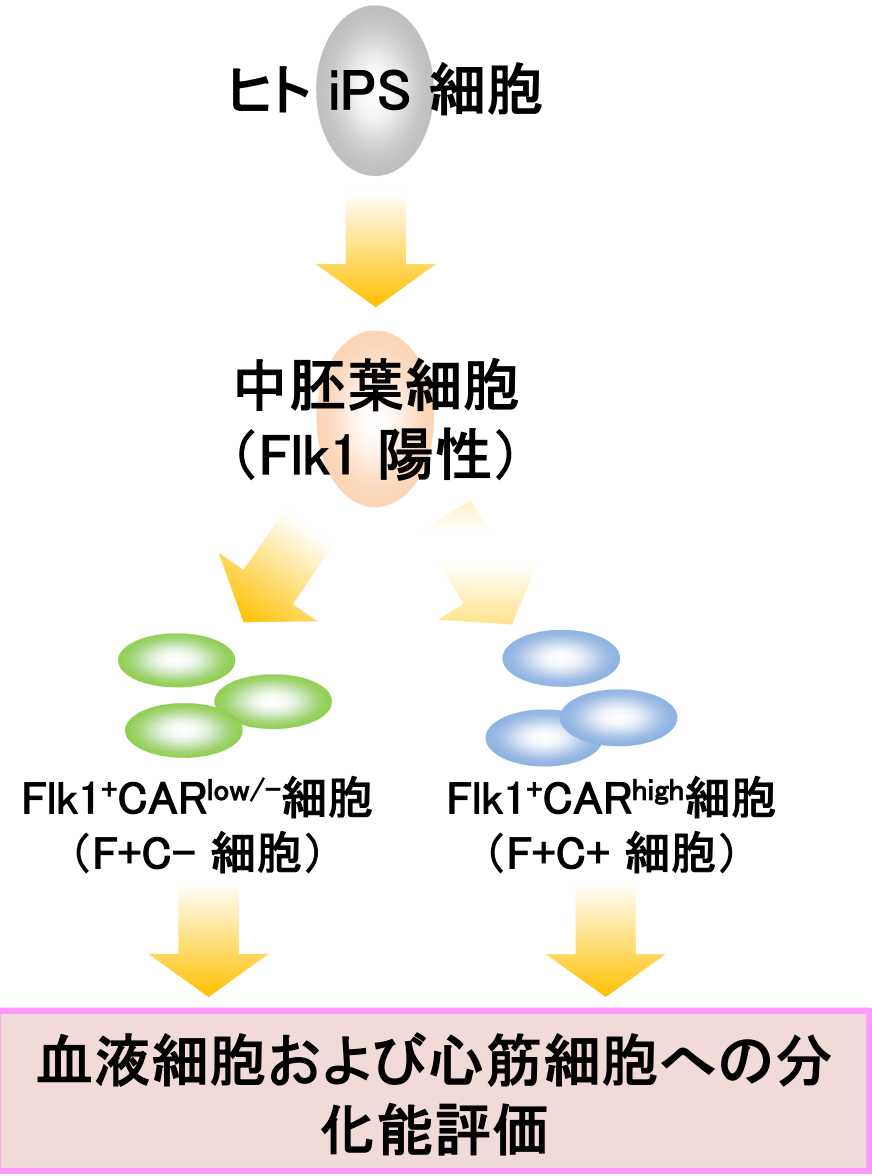 ヒト iPS 細胞
中胚葉細胞
（Flk1 陽性）
Flk1⁺CARˡᵒʷ/⁻細胞
（F+C− 細胞）
Flk1⁺CARʰⁱᵍʰ細胞
（F+C+ 細胞）
血液細胞および心筋細胞への分
化能評価